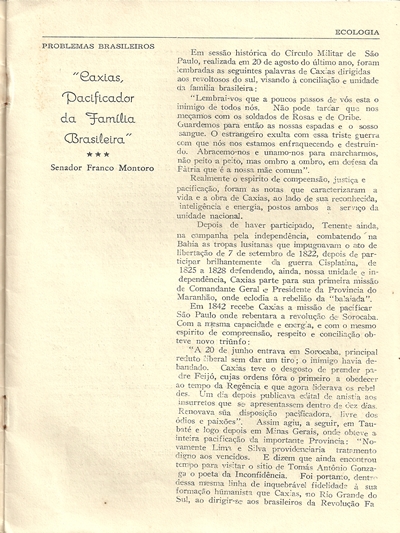 ECOLOGIA
PROBLEMAS BRASILEIROS
"Caxias,
Pacificador
da Família
Brasileira"
★★★
Senador Franco Montoro
Em sessão histórica do Círculo Militar de São
Paulo, realizada em 20 de agosto do último ano, foram
lembradas as seguintes palavras de Caxias dirigidas
aos revoltosos do sul, visando à conciliação e unidade
da família brasileira:
"Lembrai-vos que a poucos passos de vós esta o
inimigo de todos nós. Não pode tardar que nos
meçamos com os soldados de Rosas e de Oribe.
Guardemos para então as nossas espadas e o nosso
sangue. O estrangeiro exulta com essa triste guerra
com que nós nos estamos enfraquecendo e destruin-
do. Abracemo-nos e unamo-nos para marcharmos,
não peito a peito, mas ombro a ombro, em defesa da
Pátria que é a nossa mãe comum".
Realmente o espírito de compreensão, justiça e
pacificação, foram as notas que caracterizaram a
vida e a obra de Caxias, ao lado de sua reconhecida,
inteligência e energia, postos ambos a serviço da
unidade nacional.
Depois de haver participado, Tenente ainda,
na campanha pela independência, combatendo na
Bahia as tropas lusitanas que impugnavam o ato de
libertação de 7 de setembro de 1822, depois de par-
ticipar brilhantemente da guerra Cisplatina, de
1825 a 1828 defendendo, ainda, nossa unidade e in-
dependência, Caxias parte para sua primeira missão
de Comandante Geral e Presidente da Província do
Maranhão, onde eclodia a rebelião da "balaiada".
Em 1842 recebe Caxias a missão de pacificar
São Paulo onde rebentara a revolução de Sorocaba.
Com a mesma capacidade e energia, e com o mesmo
espírito de compreensão, respeito e conciliação ob-
teve novo triúnfo:
"A 20 de junho entrava em Sorocaba, principal
reduto liberal sem dar um tiro; o inimigo havia de-
bandado. Caxias teve o desgosto de prender pa-
dre Feijó, cujas ordens fôra o primeiro a obedecer
ao tempo da Regência e que agora liderava os rebel
des. Um dia depois publicava edital de anistia aos
insurretos que se apresentassem dentro de dez dias.
Renovava sua disposição pacificadora, livre dos
ódios e paixões". Assim agiu, a seguir, em Tau-
baté e logo depois em Minas Gerais, onde obteve a
inteira pacificação da importante Provincia: "No-
vamente Lima e Silva providenciaria tratamento
digno aos vencidos. E dizem que ainda encontrou
tempo para visitar o sitio de Tomás Antônio Gonza-
ga o poeta da Inconfidência. Foi portanto, dentro
dessa mesma linha de inquebrável fidelidade á sua
formação humanista que Caxias, no Rio Grande do
Sul, ao dirigir-se aos brasileiros da Revolução Fa